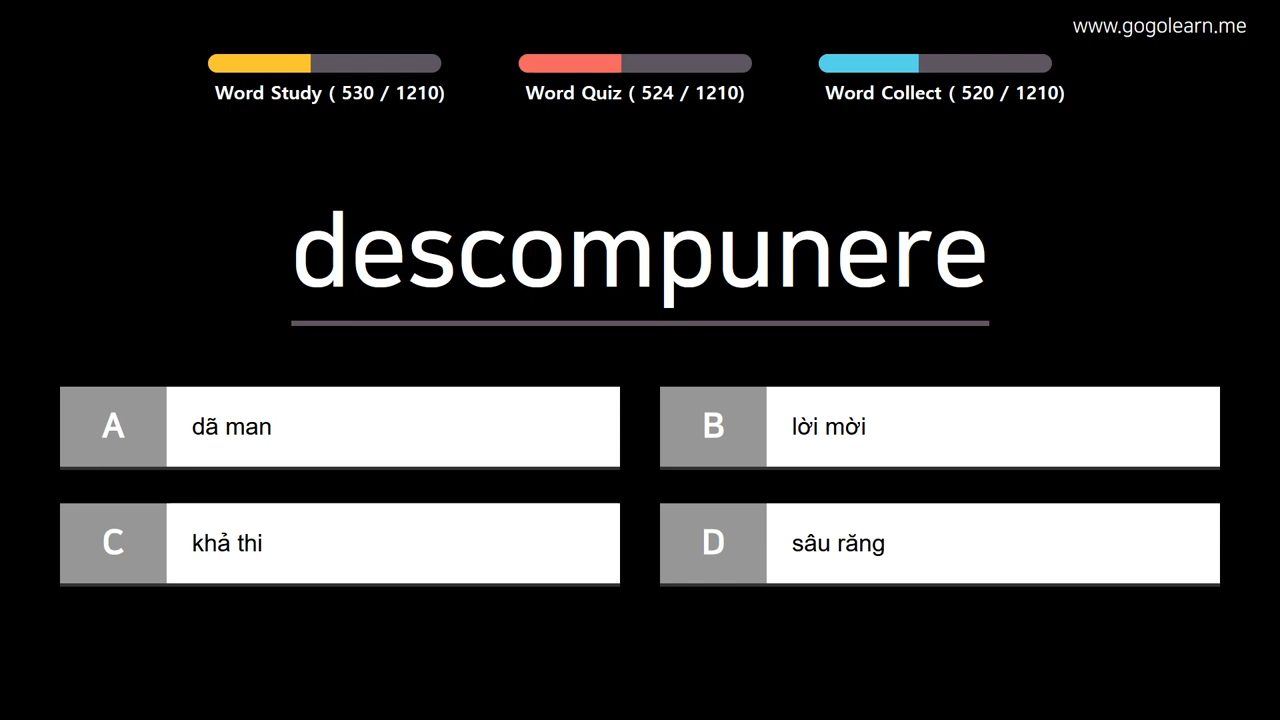 www.gogolearn.me
Word Study ( 530 / 1210)
Word Quiz ( 524 / 1210)
Word Collect ( 520 / 1210)
descompunere
A dã man
B lời mời
C khả thi
D sâu răng